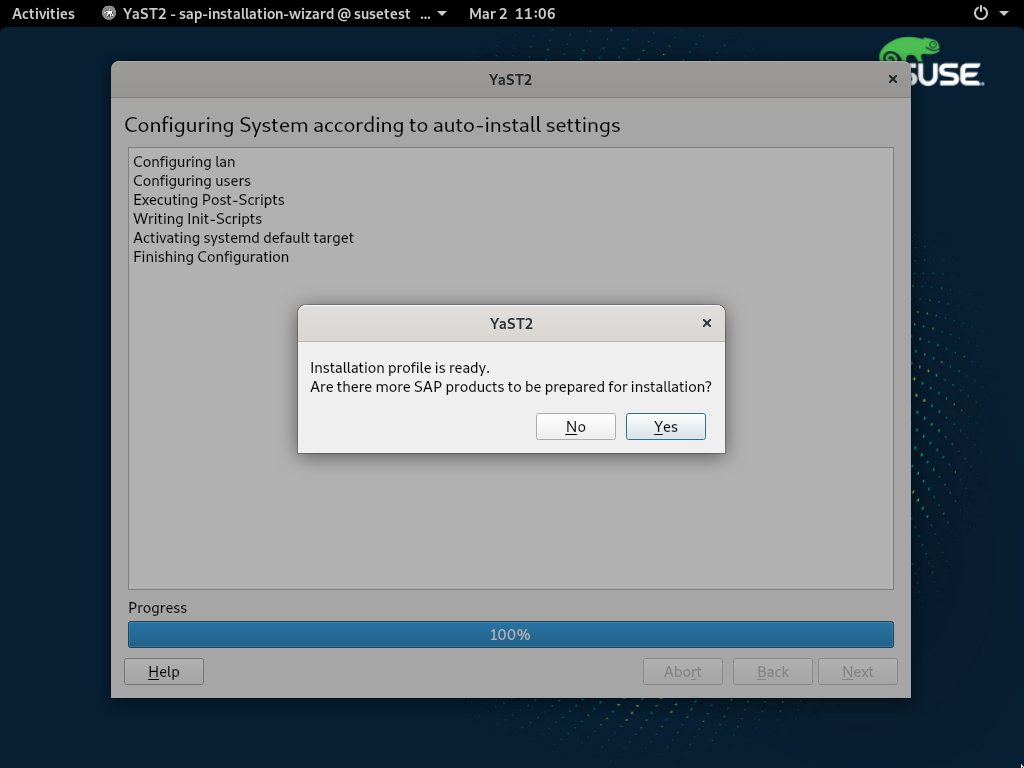 Activities YaST2 - sap-installation-wizard @ susetest ... Mar 2 11:06
SUSE
YaST2
Configuring System according to auto-install settings
Configuring lan
Configuring users
Executing Post-Scripts
Writing Init-Scripts
Activating systemd default target
Finishing Configuration
YaST2
Installation profile is ready.
Are there more SAP products to be prepared for installation?
No Yes
Progress
100%
Help Abort Back Next